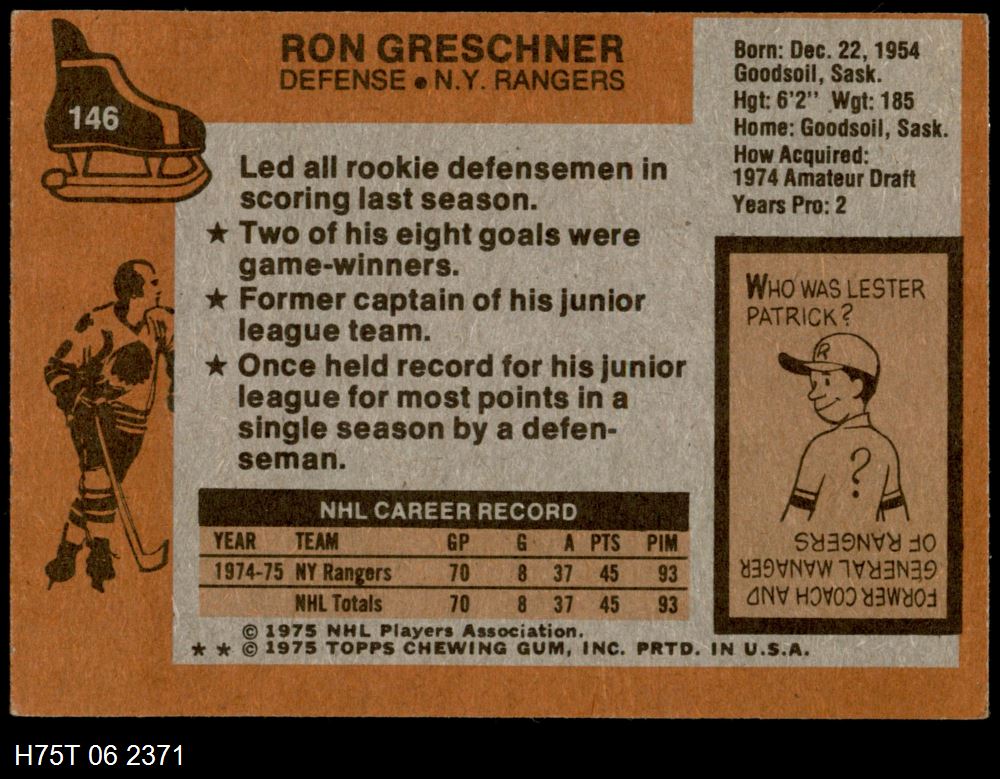 RON GRESCHNER
DEFENSE • N.Y. RANGERS
146
Born: Dec. 22, 1954
Goodsoil, Sask.
Hgt: 6'2" Wgt: 185
Home: Goodsoil, Sask.
How Acquired:
1974 Amateur Draft
Years Pro: 2
Led all rookie defensemen in
scoring last season.
★ Two of his eight goals were
game-winners.
★ Former captain of his junior
league team.
★ Once held record for his junior
league for most points in a
single season by a defen-
seman.
NHL CAREER RECORD
YEAR TEAM GP G A PTS PIM
1974-75 NY Rangers 70 8 37 45 93
NHL Totals 70 8 37 45 93
© 1975 NHL Players Association.
★ ★ © 1975 TOPPS CHEWING GUM, INC. PRTD. IN U.S.A.
WHO WAS LESTER
PATRICK?
R
?
FORMER COACH AND
GENERAL MANAGER
OF RANGERS
H75T 06 2371